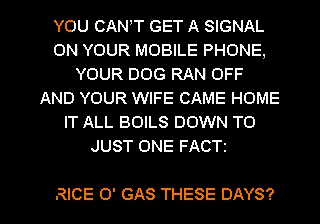 YOU CAN'T GET A SIGNAL
ON YOUR MOBILE PHONE,
YOUR DOG RAN OFF
AND YOUR WIFE CAME HOME
IT ALL BOILS DOWN TO
JUST ONE FACT:
RICE O' GAS THESE DAYS?